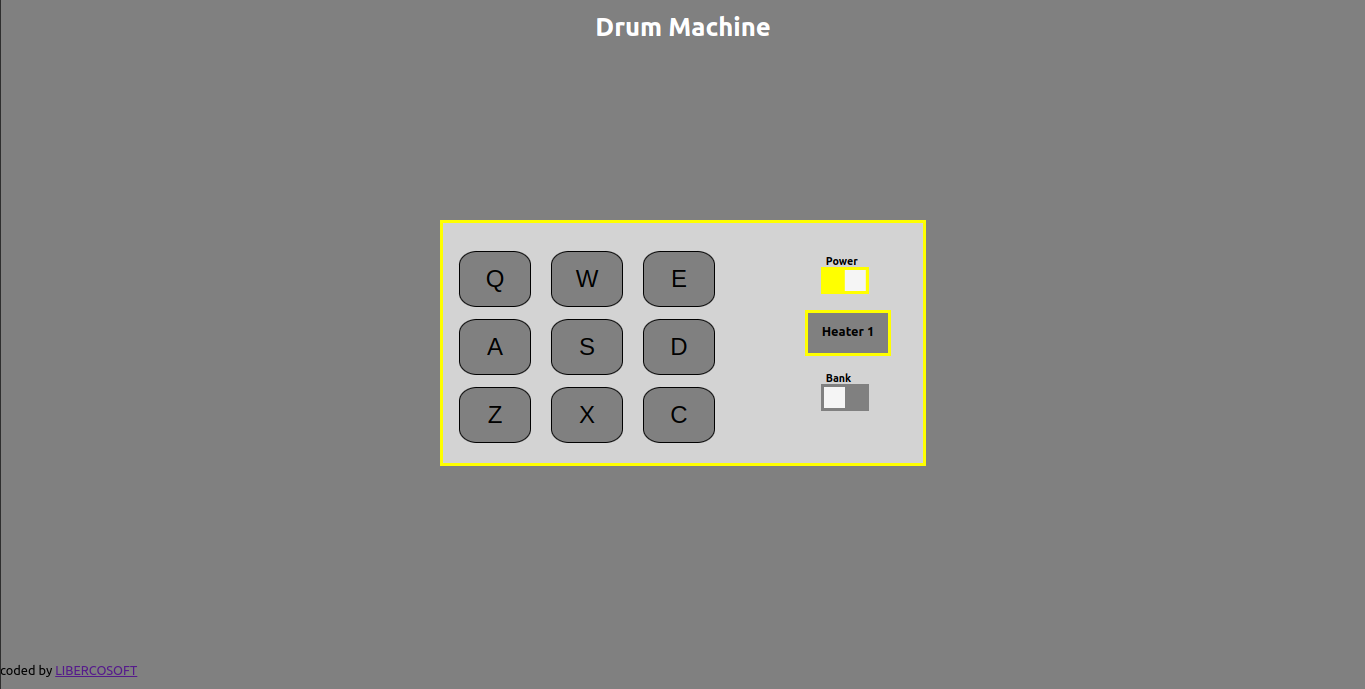 Drum Machine
Q W E
A S D
Z X C
Power
Heater 1
Bank
coded by LIBERCOSOFT